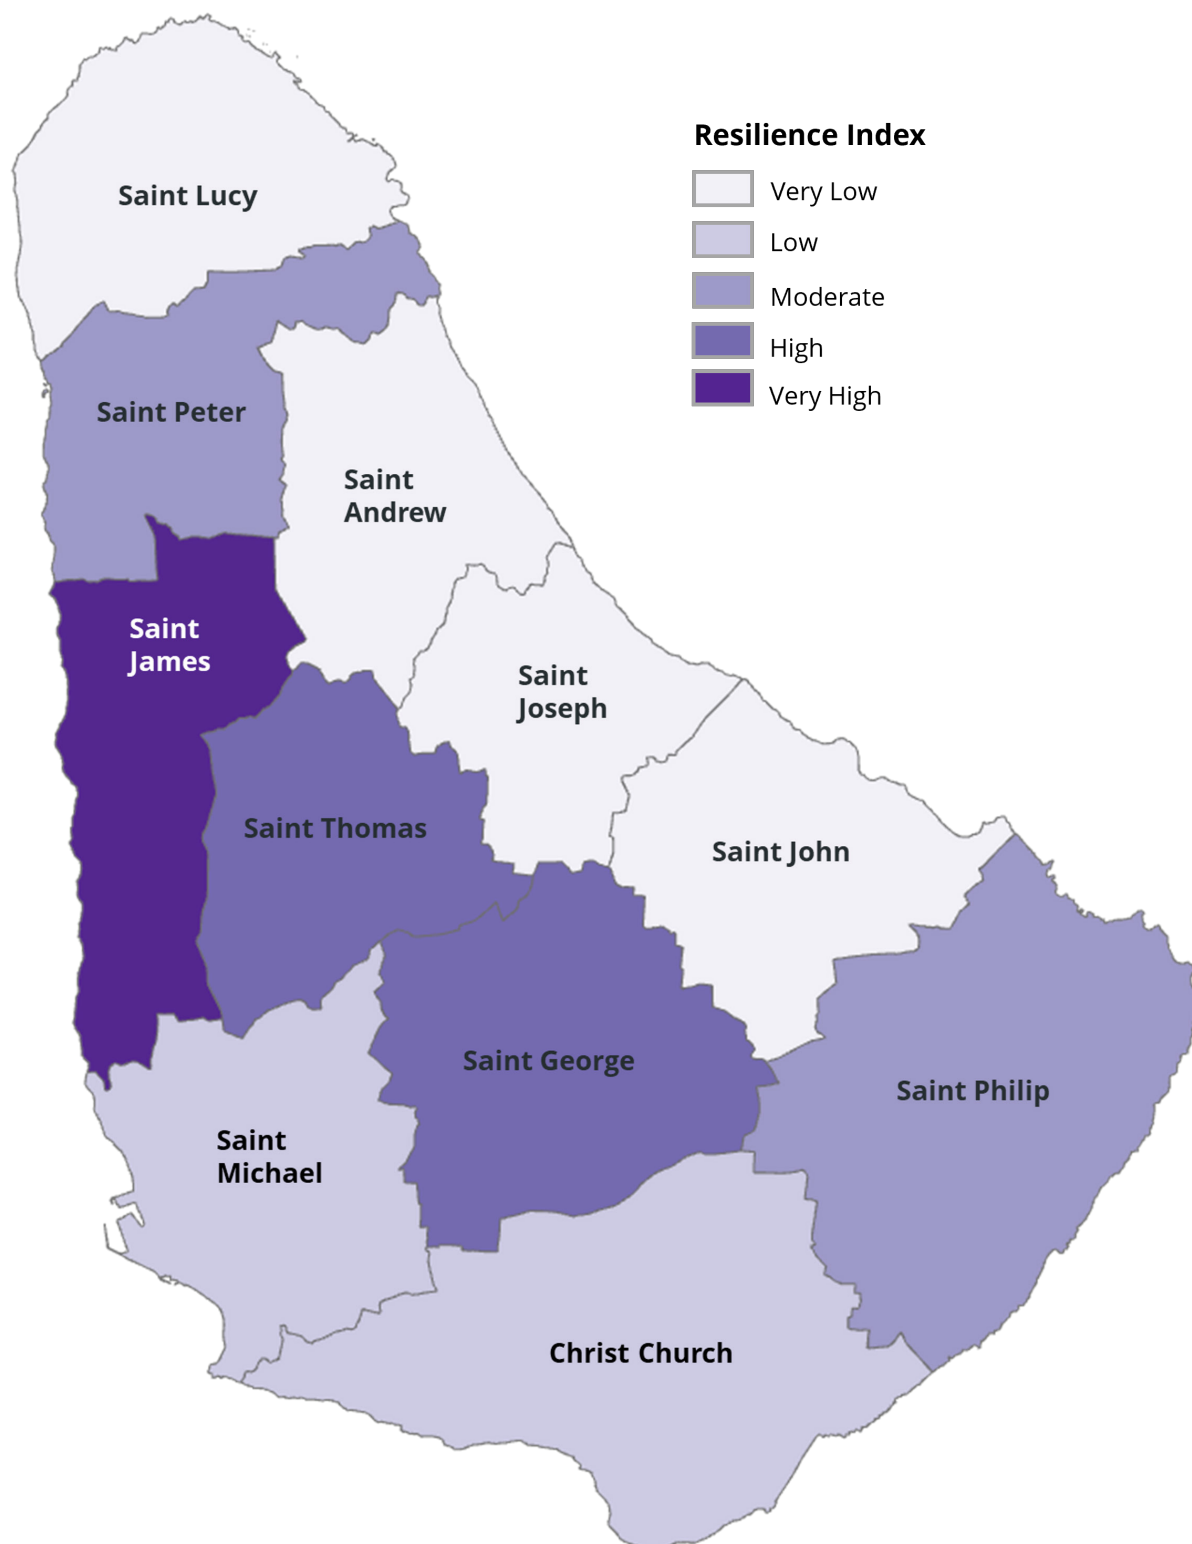 Resilience Index
Very Low
Low
Moderate
High
Very High
Saint Lucy
Saint Peter
Saint
Andrew
Saint
James
Saint
Joseph
Saint Thomas
Saint John
Saint George
Saint Philip
Saint
Michael
Christ Church